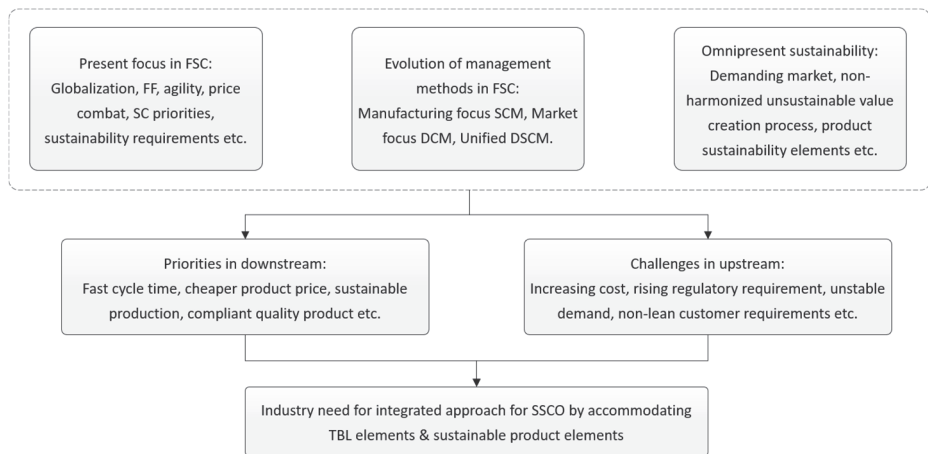 Present focus in FSC:
Globalization, FF, agility, price
combat, SC priorities,
sustainability requirements etc.
Evolution of management
methods in FSC:
Manufacturing focus SCM, Market
focus DCM, Unified DSCM.
Omnipresent sustainability:
Demanding market, non-
harmonized unsustainable value
creation process, product
sustainability elements etc.
Priorities in downstream:
Fast cycle time, cheaper product price, sustainable
production, compliant quality product etc.
Challenges in upstream:
Increasing cost, rising regulatory requirement, unstable
demand, non-lean customer requirements etc.
Industry need for integrated approach for SSCO by accommodating
TBL elements & sustainable product elements